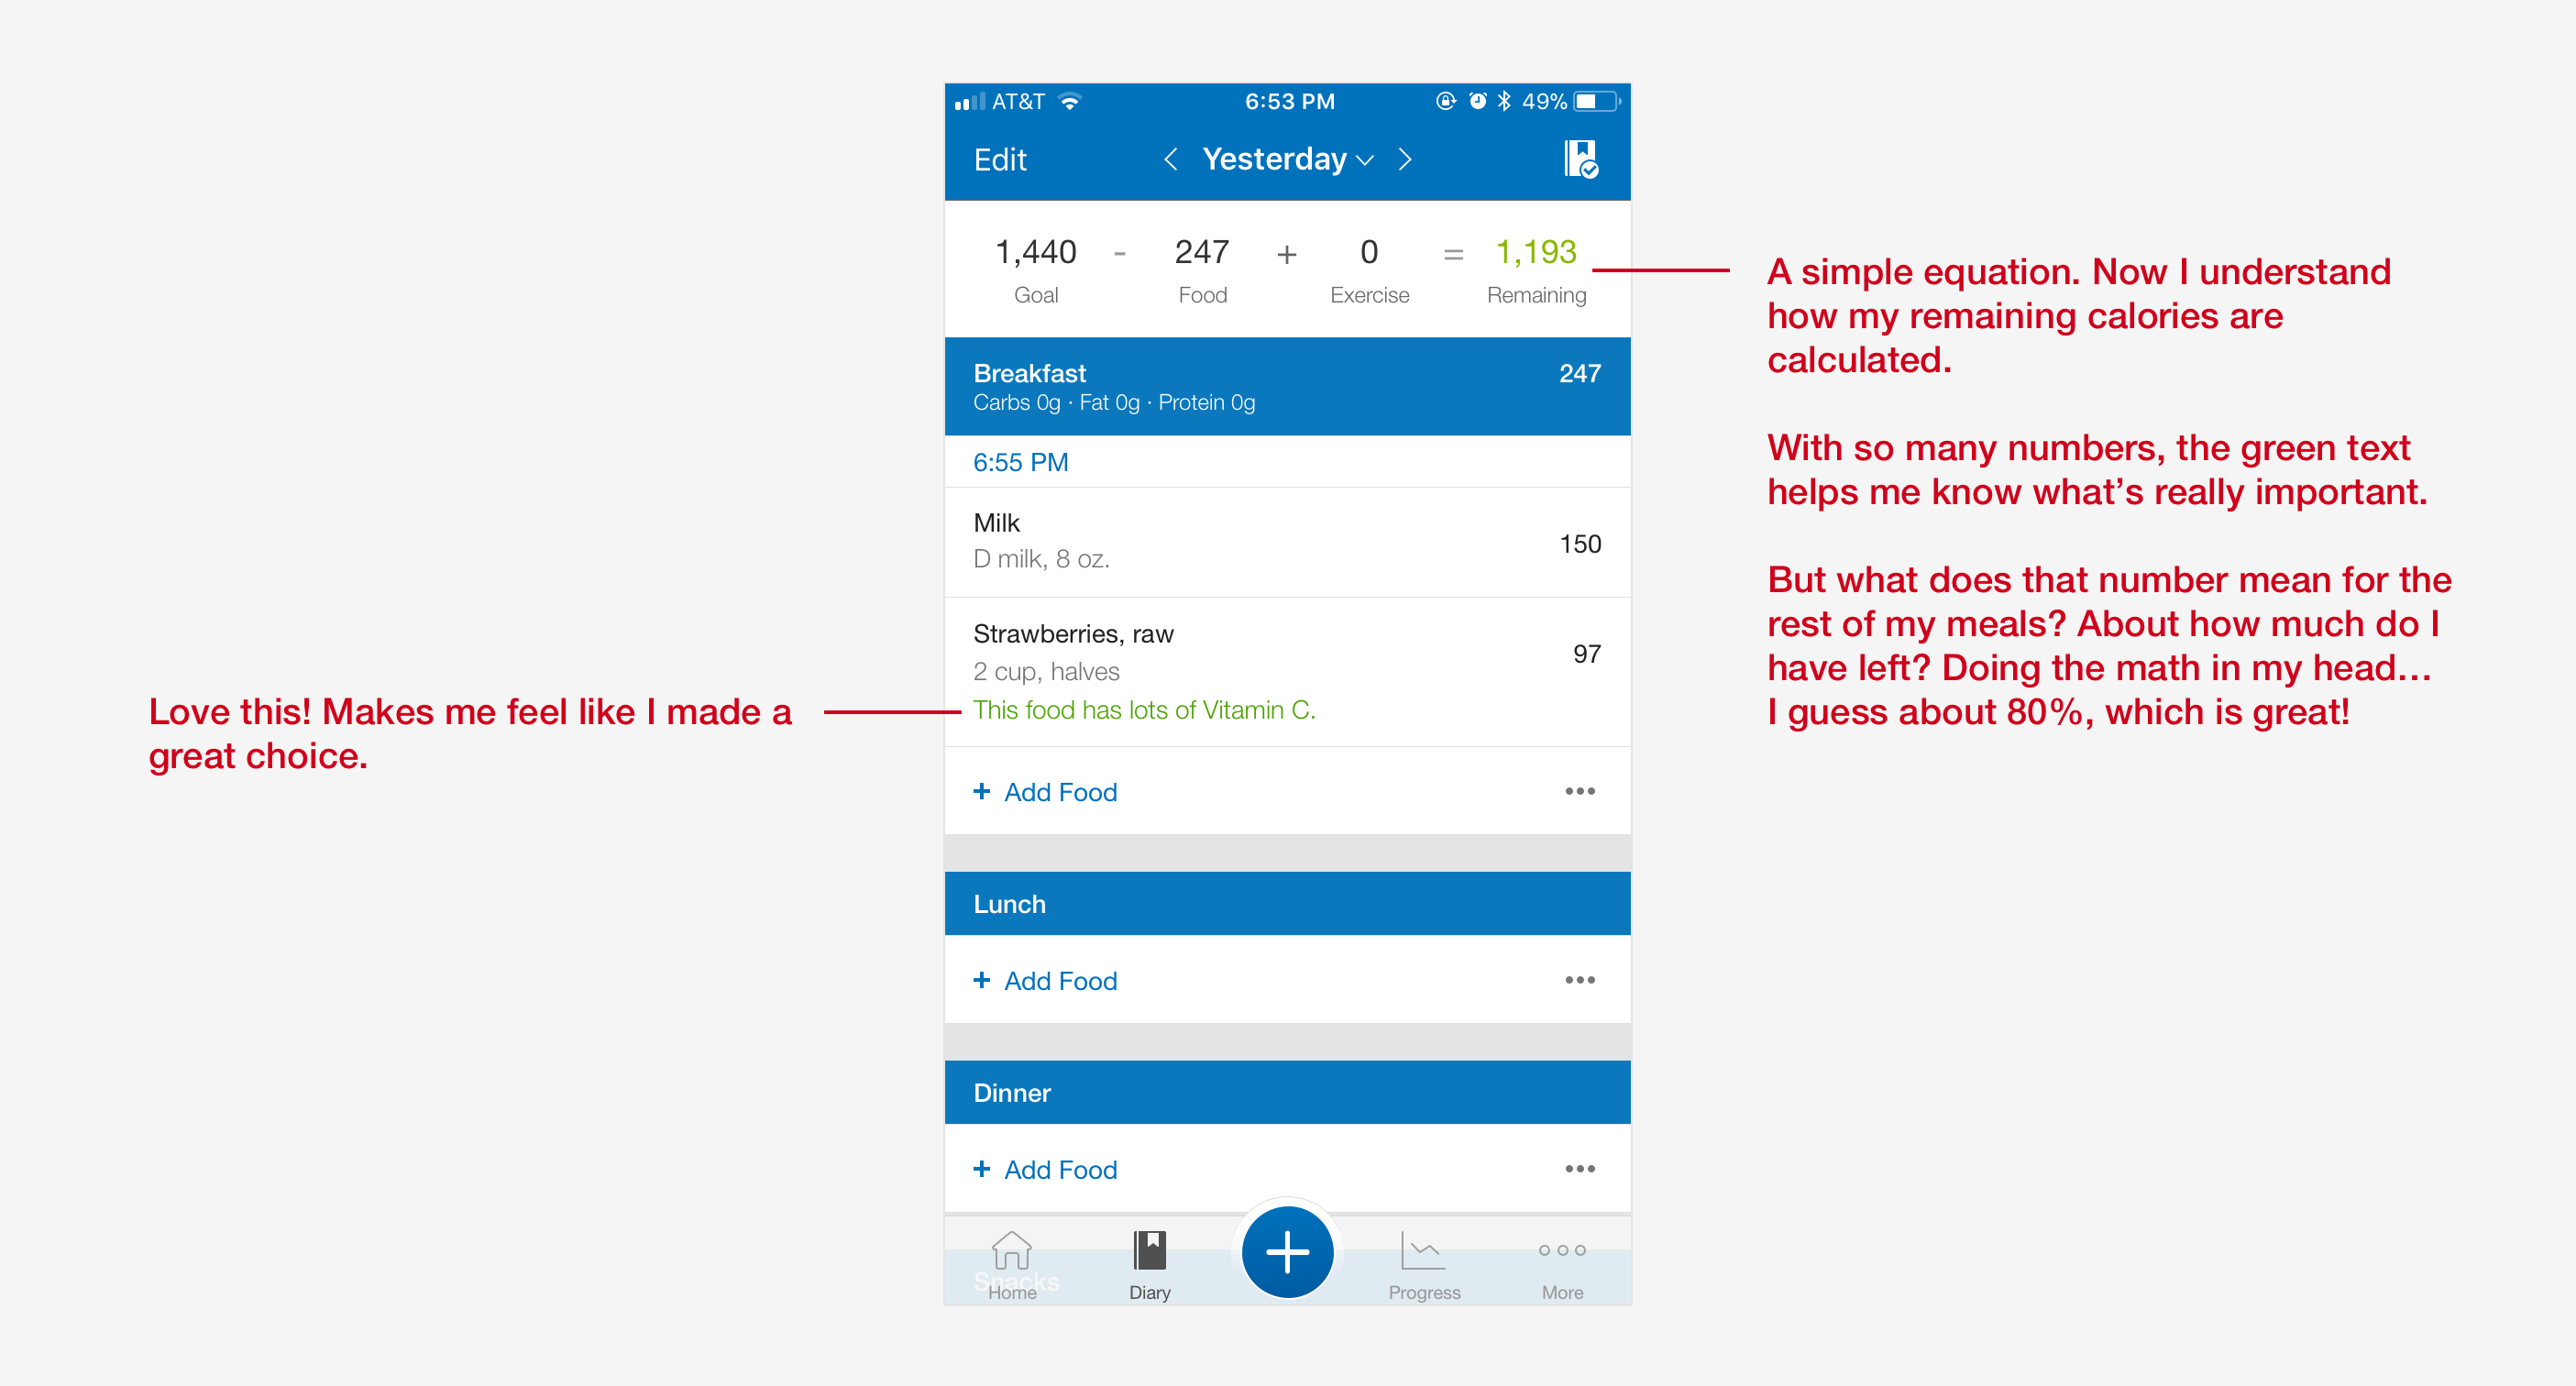 AT&T 6:53 PM 49%
Edit Yesterday
1,440 - 247 + 0 = 1,193
Goal Food Exercise Remaining
Breakfast 247
Carbs 0g · Fat 0g · Protein 0g
6:55 PM
Milk
D milk, 8 oz.
150
Strawberries, raw
2 cup, halves
97
This food has lots of Vitamin C.
+ Add Food
Lunch
+ Add Food
Dinner
+ Add Food
Snacks
Home Diary Progress More
Love this! Makes me feel like I made a
great choice.
A simple equation. Now I understand
how my remaining calories are
calculated.
With so many numbers, the green text
helps me know what’s really important.
But what does that number mean for the
rest of my meals? About how much do I
have left? Doing the math in my head…
I guess about 80%, which is great!